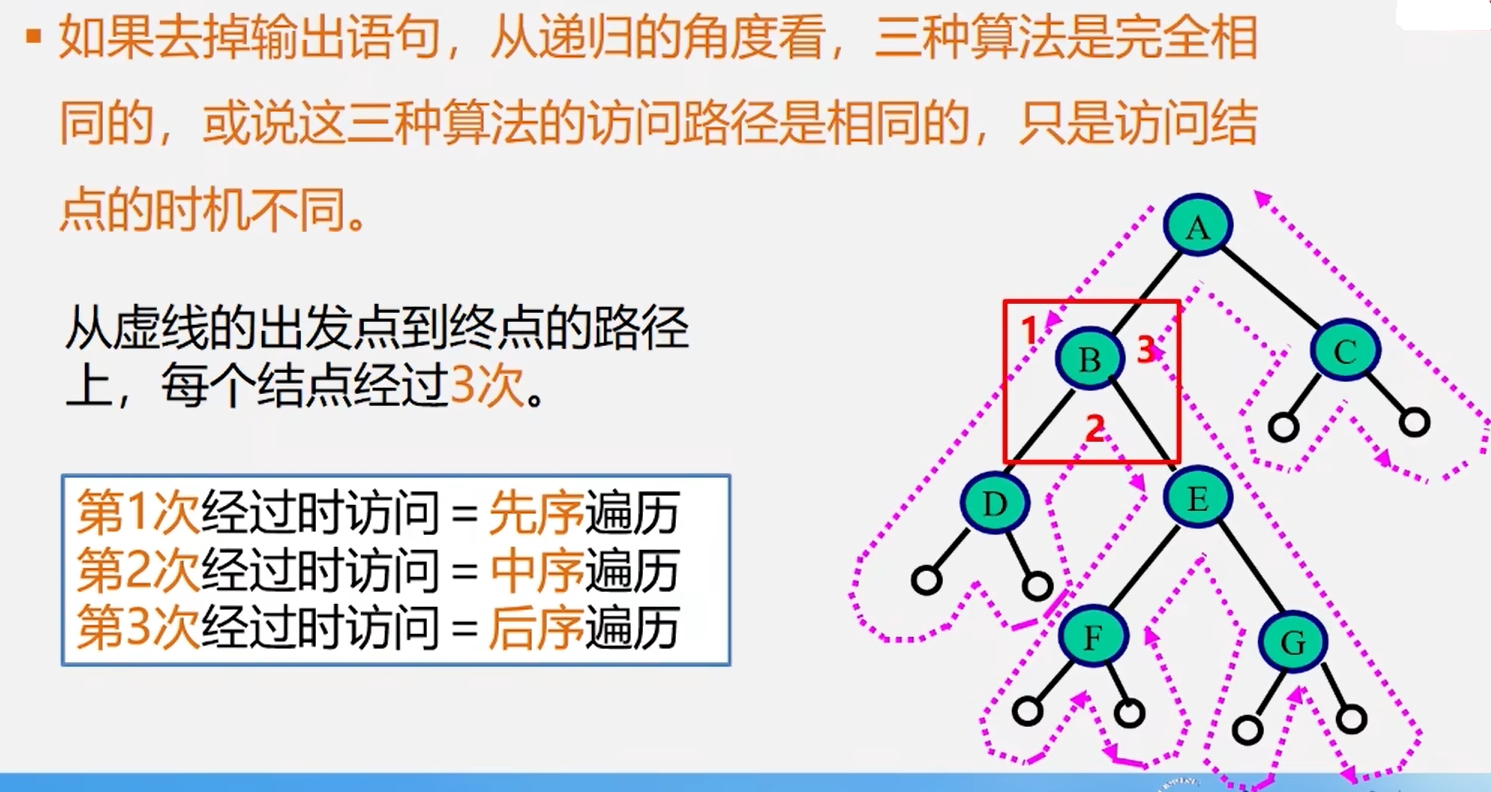 ▪ 如果去掉输出语句，从递归的角度看，三种算法是完全相
同的，或说这三种算法的访问路径是相同的，只是访问结
点的时机不同。
从虚线的出发点到终点的路径
上，每个结点经过3次。
第1次经过时访问 = 先序遍历
第2次经过时访问 = 中序遍历
第3次经过时访问 = 后序遍历
A
1
B
3
C
2
D
E
F
G